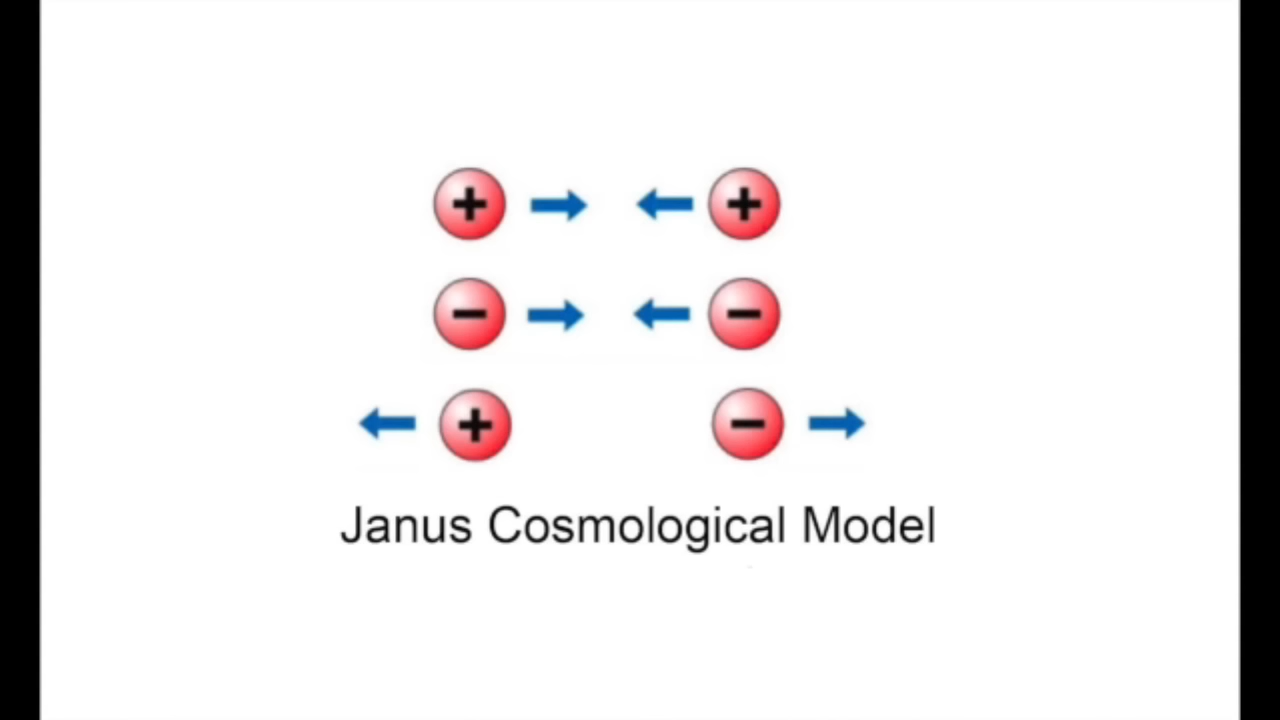 + +
− −
+ −
Janus Cosmological Model